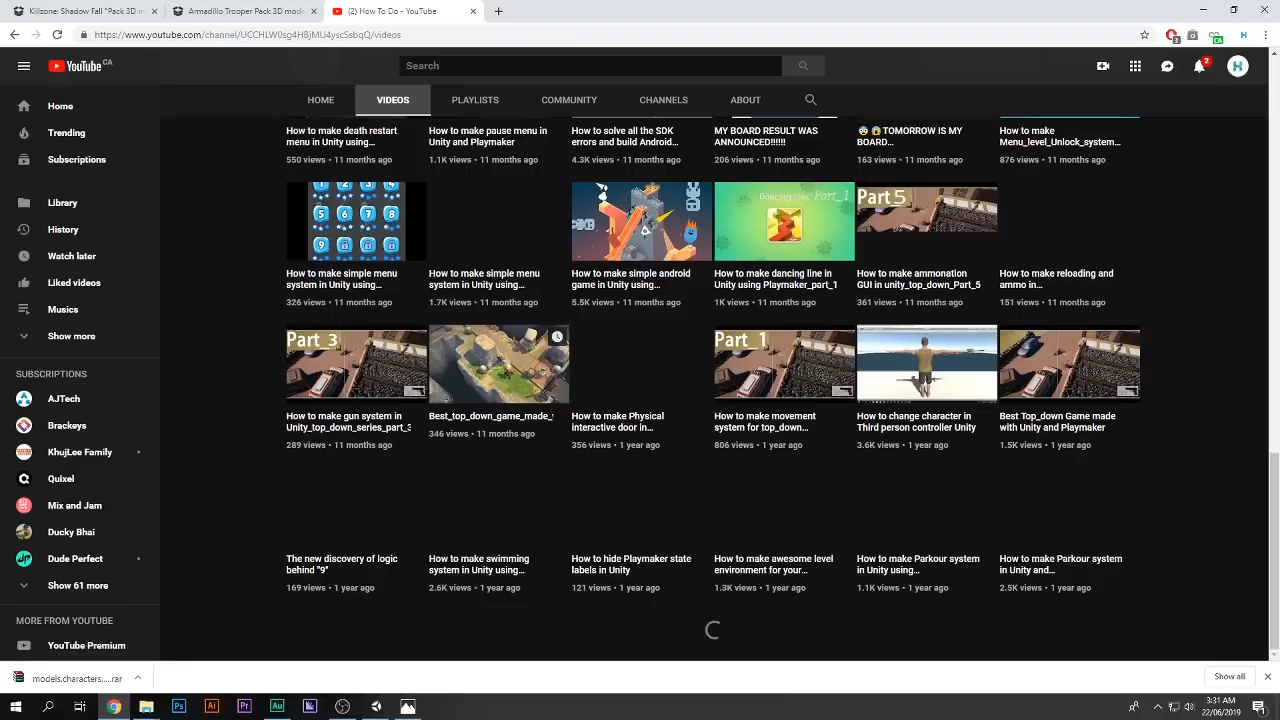 Killzone: Shadow Fall "Pack 3D m
Armadillo Trooper Pack 3D mode
(2) How To Do - YouTube
https://www.youtube.com/channel/UCCHLW0sg4HBjMU4yscSsbqQ/videos
YouTube CA
Search
2
HOME VIDEOS PLAYLISTS COMMUNITY CHANNELS ABOUT
Home
Trending
Subscriptions
Library
History
Watch later
Liked videos
Musics
Show more
SUBSCRIPTIONS
AJTech
Brackeys
KhujLee Family
Quixel
Mix and Jam
Ducky Bhai
Dude Perfect
Show 61 more
MORE FROM YOUTUBE
YouTube Premium
How to make death restart
menu in Unity using...
550 views • 11 months ago
How to make pause menu in
Unity and Playmaker
1.1K views • 11 months ago
How to solve all the SDK
errors and build Android...
4.3K views • 11 months ago
MY BOARD RESULT WAS
ANNOUNCED!!!!!!
206 views • 11 months ago
😨😱TOMORROW IS MY
BOARD...
163 views • 11 months ago
How to make
Menu_level_Unlock_system...
876 views • 11 months ago
5 6 7 8
9
Dancing line Part_1
Part_5
How to make simple menu
system in Unity using...
326 views • 11 months ago
How to make simple menu
system in Unity using...
1.7K views • 11 months ago
How to make simple android
game in Unity using...
5.5K views • 11 months ago
How to make dancing line in
Unity using Playmaker_part_1
1K views • 11 months ago
How to make ammonation
GUI in unity_top_down_Part_5
361 views • 11 months ago
How to make reloading and
ammo in...
151 views • 11 months ago
Part_3
Part_1
How to make gun system in
Unity_top_down_series_part_3
289 views • 11 months ago
Best_top_down_game_made_
346 views • 11 months ago
How to make Physical
interactive door in...
356 views • 1 year ago
How to make movement
system for top_down...
806 views • 1 year ago
How to change character in
Third person controller Unity
3.6K views • 1 year ago
Best Top_down Game made
with Unity and Playmaker
1.5K views • 1 year ago
The new discovery of logic
behind "9"
169 views • 1 year ago
How to make swimming
system in Unity using...
2.6K views • 1 year ago
How to hide Playmaker state
labels in Unity
121 views • 1 year ago
How to make awesome level
environment for your...
1.3K views • 1 year ago
How to make Parkour system
in Unity using...
1.1K views • 1 year ago
How to make Parkour system
in Unity and...
2.5K views • 1 year ago
models.characters.....rar
Show all
Ps Ai Pr Au
3:31 AM
22/06/2019